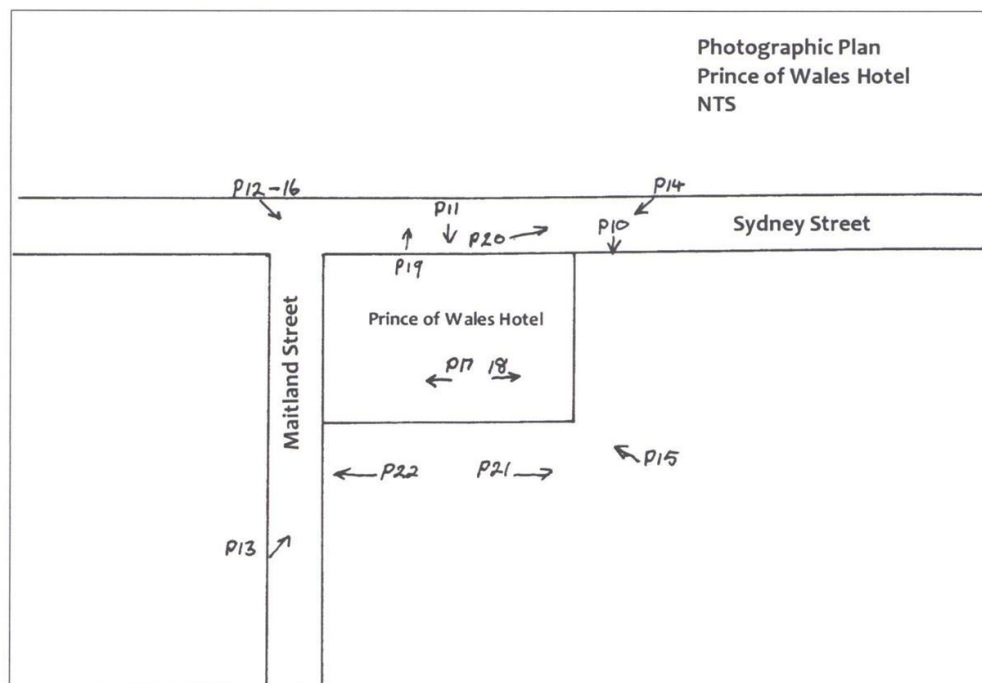 Photographic Plan
Prince of Wales Hotel
NTS
P12-16
P14
P11
P10
Sydney Street
P20
P19
Prince of Wales Hotel
Maitland Street
P17 18
P15
P22
P21
P13